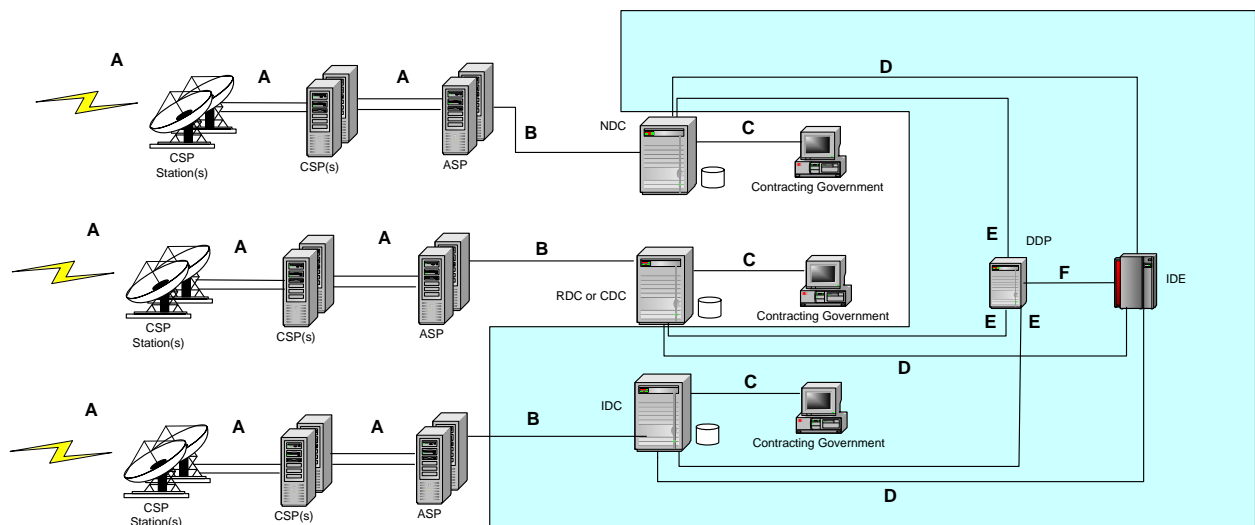 A
A
A
D
CSP
Station(s)
CSP(s)
ASP
B
NDC
C
Contracting Government
A
A
A
B
RDC or CDC
C
Contracting Government
E
DDP
F
IDE
E
E
CSP
Station(s)
CSP(s)
ASP
D
A
A
A
B
IDC
C
Contracting Government
CSP
Station(s)
CSP(s)
ASP
D